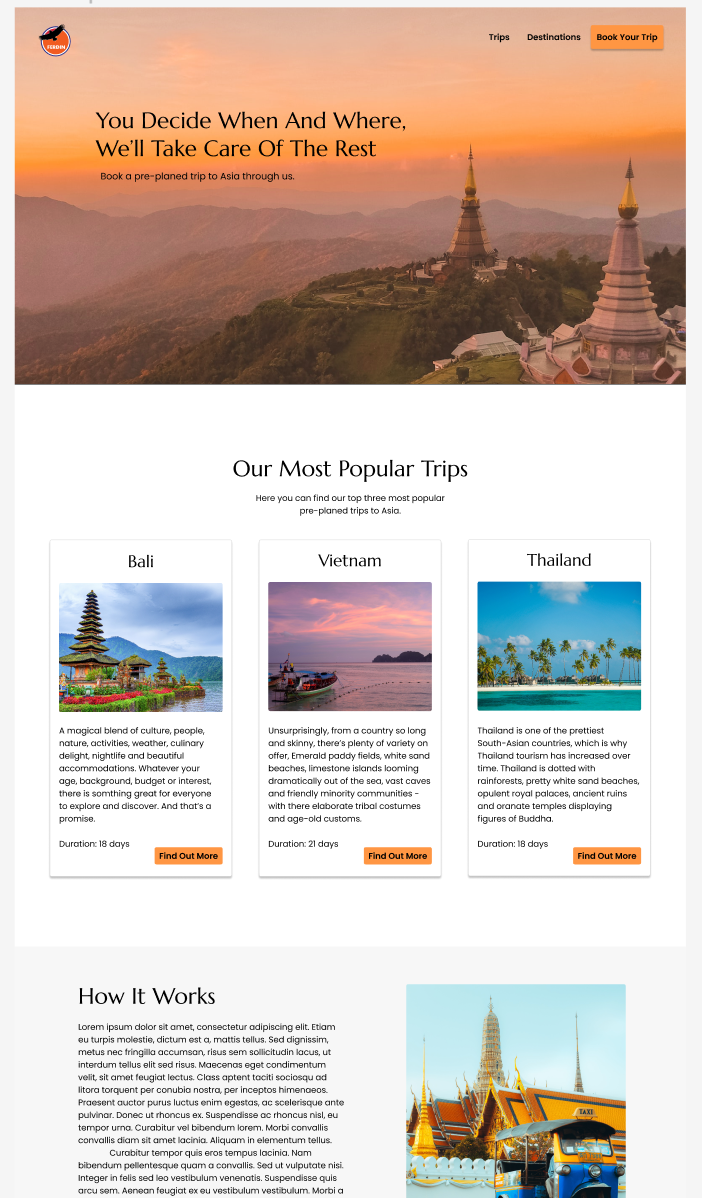 FERDIN
Trips
Destinations
Book Your Trip
You Decide When And Where,
We'll Take Care Of The Rest
Book a pre-planed trip to Asia through us.
Our Most Popular Trips
Here you can find our top three most popular
pre-planed trips to Asia.
Bali
A magical blend of culture, people,
nature, activities, weather, culinary
delight, nightlife and beautiful
accommodations. Whatever your
age, background, budget or interest,
there is somthing great for everyone
to explore and discover. And that's a
promise.
Duration: 18 days
Find Out More
Vietnam
Unsurprisingly, from a country so long
and skinny, there's plenty of variety on
offer, Emerald paddy fields, white sand
beaches, limestone islands looming
dramatically out of the sea, vast caves
and friendly minority communities -
with there elaborate tribal costumes
and age-old customs.
Duration: 21 days
Find Out More
Thailand
Thailand is one of the prettiest
South-Asian countries, which is why
Thailand tourism has increased over
time. Thailand is dotted with
rainforests, pretty white sand beaches,
opulent royal palaces, ancient ruins
and oranate temples displaying
figures of Buddha.
Duration: 18 days
Find Out More
How It Works
Lorem ipsum dolor sit amet, consectetur adipiscing elit. Etiam
eu turpis molestie, dictum est a, mattis tellus. Sed dignissim,
metus nec fringilla accumsan, risus sem sollicitudin lacus, ut
interdum tellus elit sed risus. Maecenas eget condimentum
velit, sit amet feugiat lectus. Class aptent taciti sociosqu ad
litora torquent per conubia nostra, per inceptos himenaeos.
Praesent auctor purus luctus enim egestas, ac scelerisque ante
pulvinar. Donec ut rhoncus ex. Suspendisse ac rhoncus nisl, eu
tempor urna. Curabitur vel bibendum lorem. Morbi convallis
convallis diam sit amet lacinia. Aliquam in elementum tellus.
Curabitur tempor quis eros tempus lacinia. Nam
bibendum pellentesque quam a convallis. Sed ut vulputate nisi.
Integer in felis sed leo vestibulum venenatis. Suspendisse quis
arcu sem. Aenean feugiat ex eu vestibulum vestibulum. Morbi a
TAXI